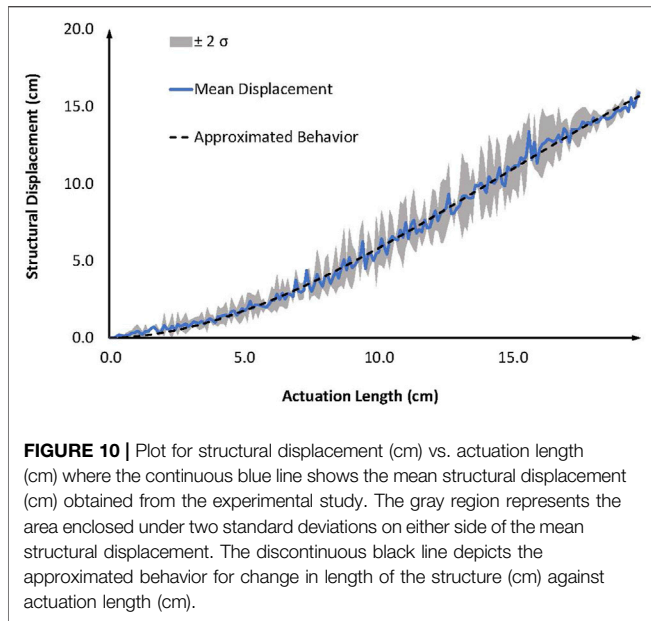 20.0
± 2 σ
Mean Displacement
Approximated Behavior
15.0
10.0
5.0
0.0
Structural Displacement (cm)
0.0 5.0 10.0 15.0
Actuation Length (cm)
FIGURE 10 | Plot for structural displacement (cm) vs. actuation length
(cm) where the continuous blue line shows the mean structural displacement
(cm) obtained from the experimental study. The gray region represents the
area enclosed under two standard deviations on either side of the mean
structural displacement. The discontinuous black line depicts the
approximated behavior for change in length of the structure (cm) against
actuation length (cm).